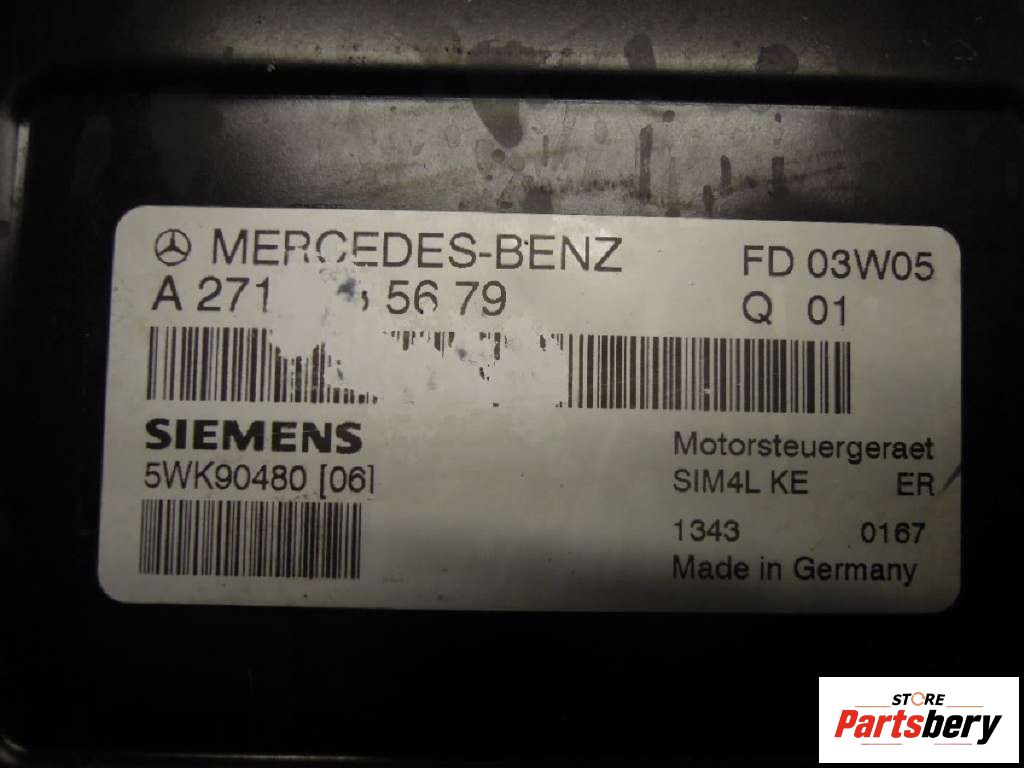 MERCEDES-BENZ
FD 03W05
A 271 56 79
Q 01
SIEMENS
5WK90480 [06]
Motorsteuergeraet
SIM4L KE ER
1343 0167
Made in Germany
STORE
Partsbery